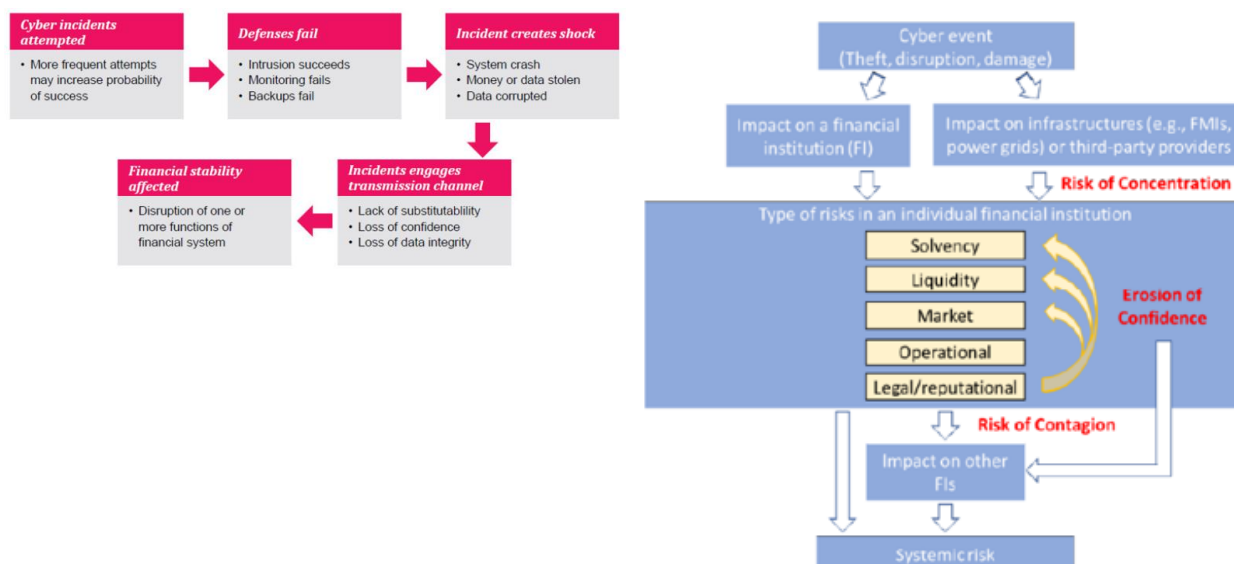 Cyber incidents
attempted
• More frequent attempts
may increase probability
of success
Defenses fail
• Intrusion succeeds
• Monitoring fails
• Backups fail
Incident creates shock
• System crash
• Money or data stolen
• Data corrupted
Incidents engages
transmission channel
• Lack of substitutablility
• Loss of confidence
• Loss of data integrity
Financial stability
affected
• Disruption of one or
more functions of
financial system
Cyber event
(Theft, disruption, damage)
Impact on a financial
institution (FI)
Impact on infrastructures (e.g., FMIs,
power grids) or third-party providers
Risk of Concentration
Type of risks in an individual financial institution
Solvency
Liquidity
Market
Operational
Legal/reputational
Erosion of
Confidence
Risk of Contagion
Impact on other
FIs
Systemic risk